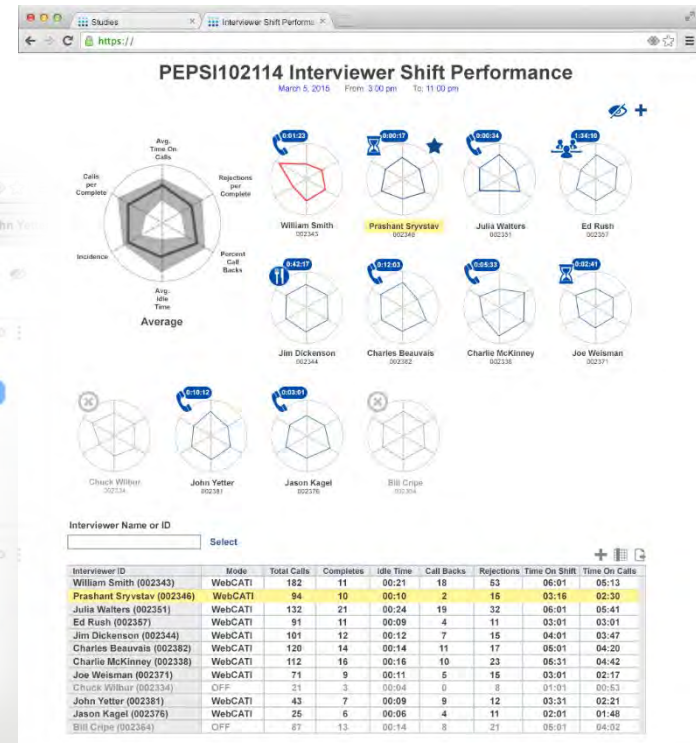 Studies
Interviewer Shift Performa
https://
PEPSI102114 Interviewer Shift Performance
March 5, 2015 From: 3:00 pm To: 11:00 pm
Avg. Time On Calls
Calls per Complete
Rejections per Complete
Incidence
Percent Call Backs
Avg. Idle Time
Average
0:01:23
William Smith
002343
0:00:17
Prashant Sryvstav
002346
0:00:34
Julia Walters
002351
1:34:10
Ed Rush
002357
0:42:17
Jim Dickenson
002344
0:12:03
Charles Beauvais
002382
0:05:33
Charlie McKinney
002338
0:02:41
Joe Weisman
002371
Chuck Wilbur
002334
0:10:12
John Yetter
002381
0:03:01
Jason Kagel
002376
Bill Cripe
002364
Interviewer Name or ID
Select
Interviewer ID Mode Total Calls Completes Idle Time Call Backs Rejections Time On Shift Time On Calls
William Smith (002343) WebCATI 182 11 00:21 18 53 06:01 05:13
Prashant Sryvstav (002346) WebCATI 94 10 00:10 2 15 03:16 02:30
Julia Walters (002351) WebCATI 132 21 00:24 19 32 06:01 05:41
Ed Rush (002357) WebCATI 91 11 00:09 4 11 03:01 03:01
Jim Dickenson (002344) WebCATI 101 12 00:12 7 15 04:01 03:47
Charles Beauvais (002382) WebCATI 120 14 00:14 11 17 05:01 04:20
Charlie McKinney (002338) WebCATI 112 16 00:16 10 23 05:31 04:42
Joe Weisman (002371) WebCATI 71 9 00:11 5 15 03:01 02:17
Chuck Wilbur (002334) OFF 21 3 00:04 0 8 01:01 00:53
John Yetter (002381) WebCATI 43 7 00:09 9 12 03:31 02:21
Jason Kagel (002376) WebCATI 25 6 00:06 4 11 02:01 01:48
Bill Cripe (002364) OFF 87 13 00:14 8 21 05:01 04:02